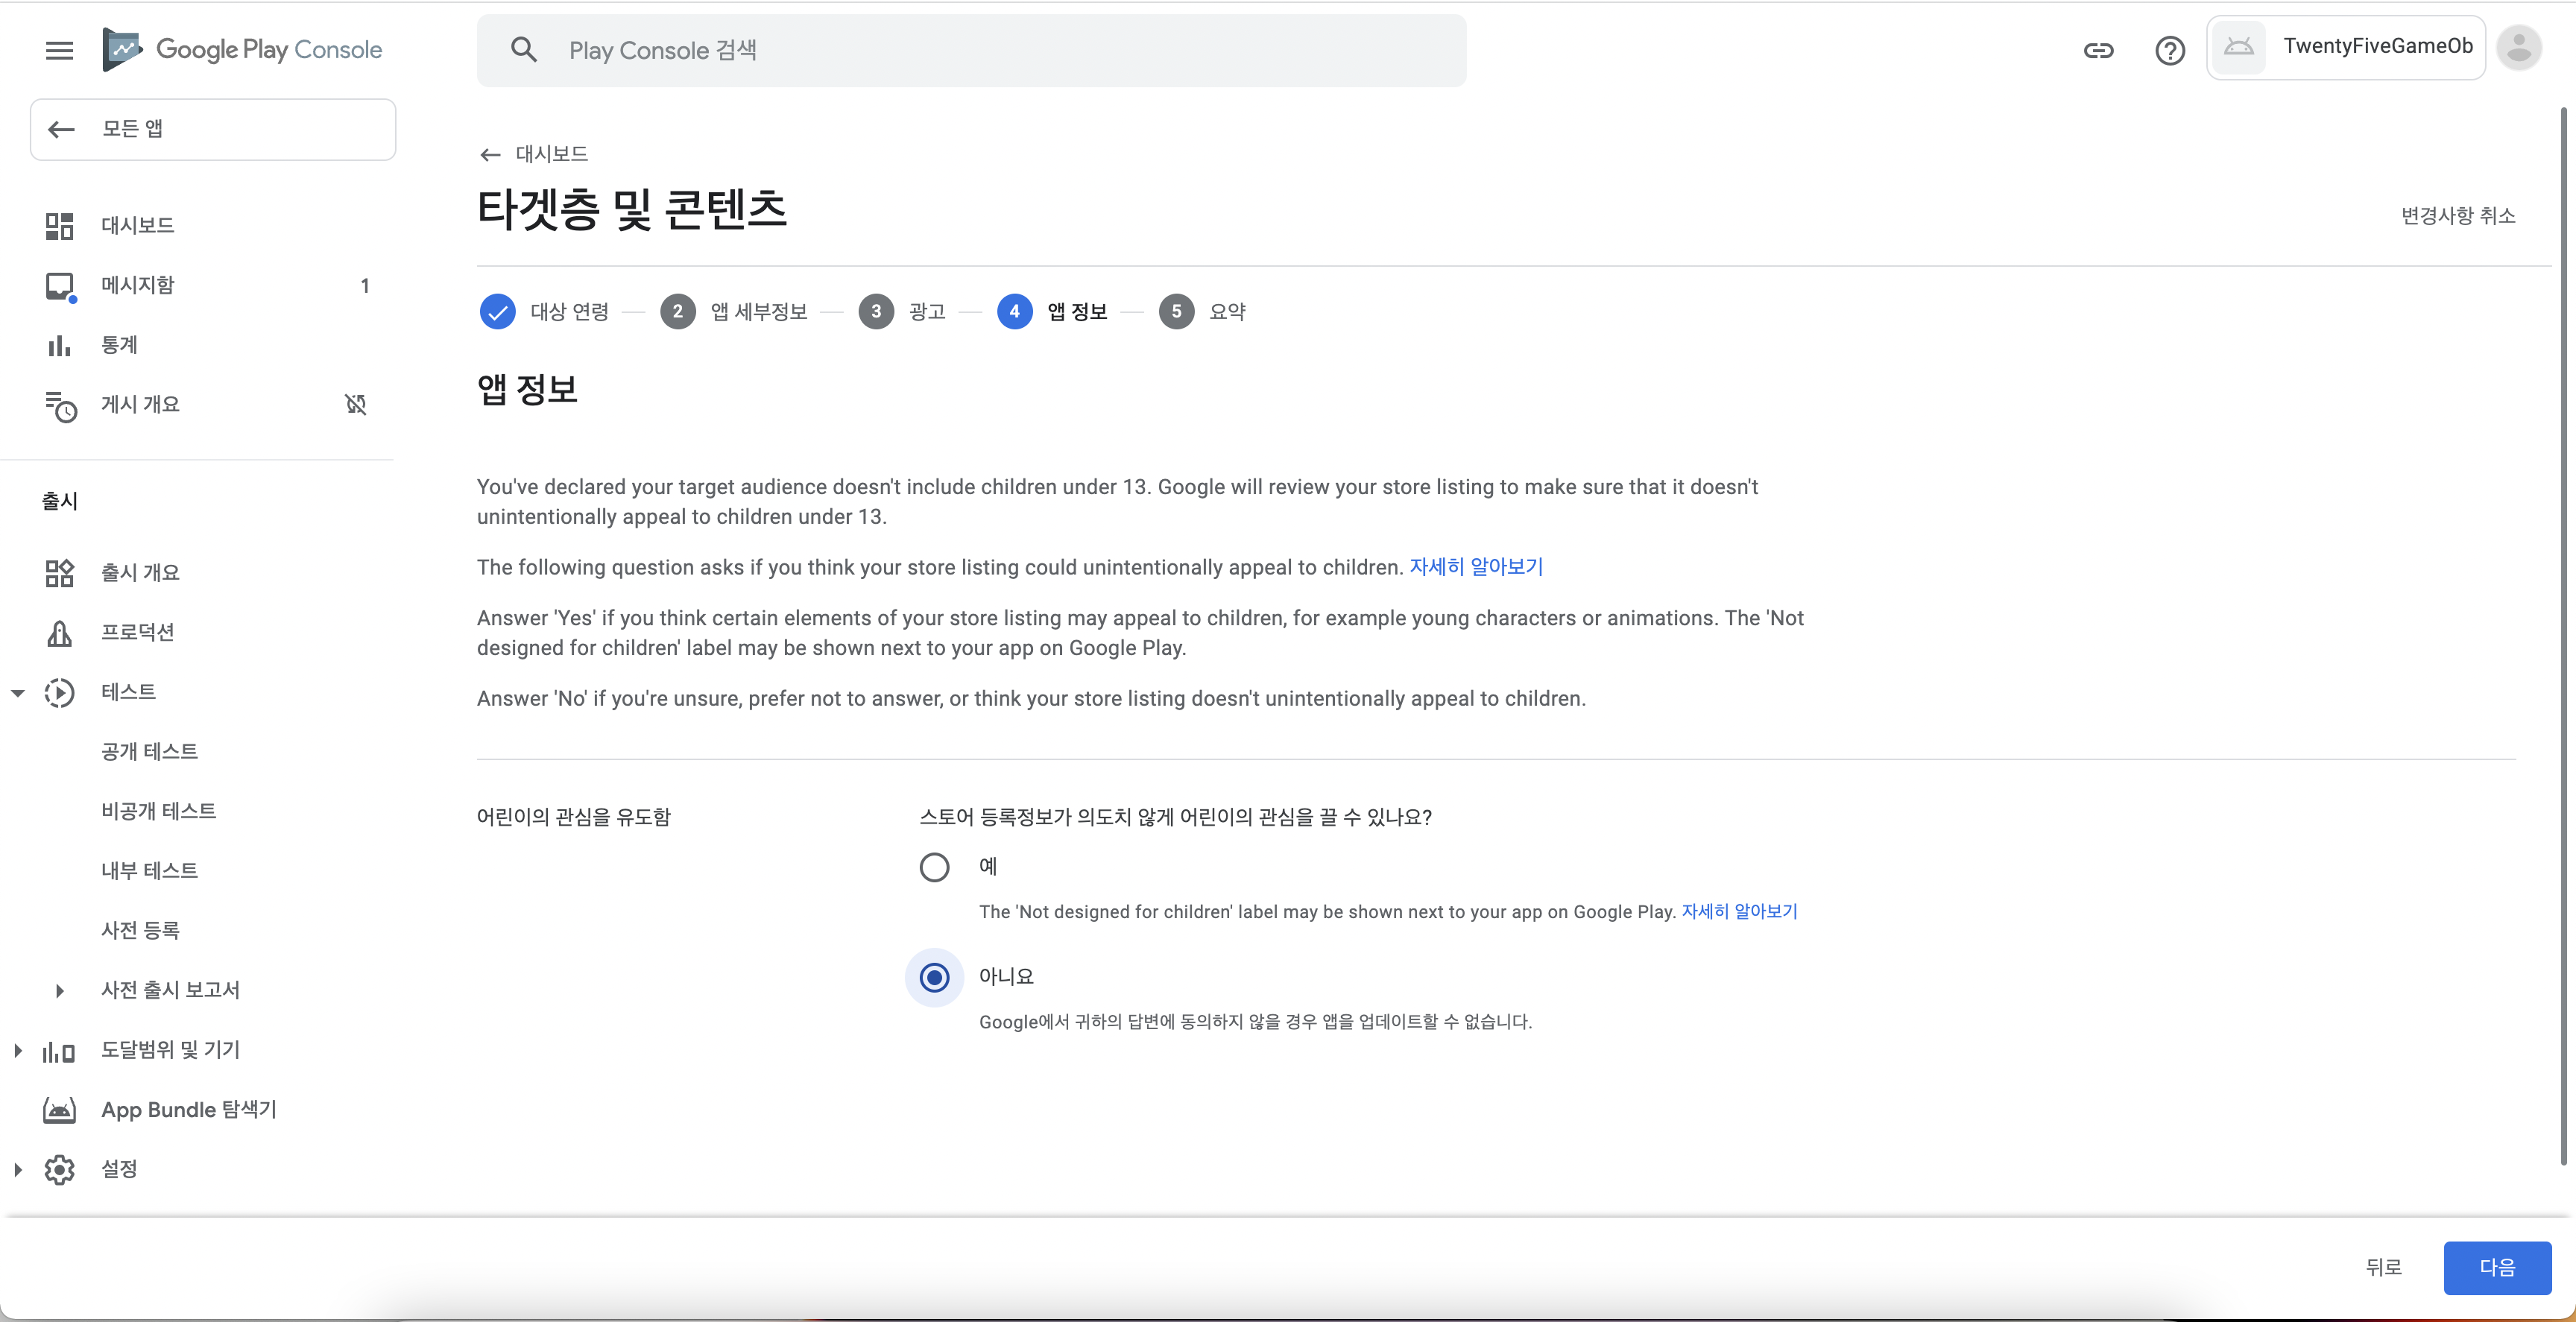 Google Play Console
Play Console 검색
TwentyFiveGameOb
모든 앱
대시보드
메시지함 1
통계
게시 개요
출시
출시 개요
프로덕션
테스트
공개 테스트
비공개 테스트
내부 테스트
사전 등록
사전 출시 보고서
도달범위 및 기기
App Bundle 탐색기
설정
대시보드
타겟층 및 콘텐츠
변경사항 취소
대상 연령 2 앱 세부정보 3 광고 4 앱 정보 5 요약
앱 정보
You've declared your target audience doesn't include children under 13. Google will review your store listing to make sure that it doesn't
unintentionally appeal to children under 13.
The following question asks if you think your store listing could unintentionally appeal to children. 자세히 알아보기
Answer 'Yes' if you think certain elements of your store listing may appeal to children, for example young characters or animations. The 'Not
designed for children' label may be shown next to your app on Google Play.
Answer 'No' if you're unsure, prefer not to answer, or think your store listing doesn't unintentionally appeal to children.
어린이의 관심을 유도함
스토어 등록정보가 의도치 않게 어린이의 관심을 끌 수 있나요?
예
The 'Not designed for children' label may be shown next to your app on Google Play. 자세히 알아보기
아니요
Google에서 귀하의 답변에 동의하지 않을 경우 앱을 업데이트할 수 없습니다.
뒤로
다음